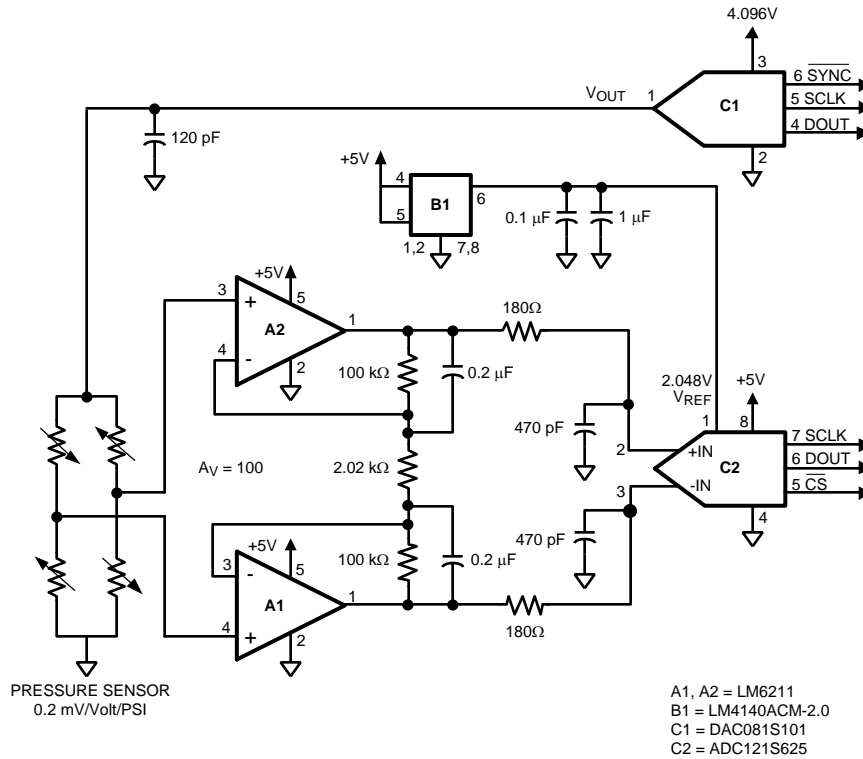 4.096V
3
6 SYNC
VOUT 1 C1 5 SCLK
4 DOUT
120 pF
2
+5V
4
B1 6
5
0.1 µF 1 µF
1,2 7,8
+5V
3 5
+ 180Ω
A2 1
4 -
2 100 kΩ 0.2 µF
2.048V
VREF +5V
1 8
470 pF 7 SCLK
2 +IN
AV = 100 2.02 kΩ C2 6 DOUT
3 -IN 5 CS
4
+5V
470 pF
3 - 5 100 kΩ 0.2 µF
A1 1
4 + 2
180Ω
PRESSURE SENSOR
0.2 mV/Volt/PSI
A1, A2 = LM6211
B1 = LM4140ACM-2.0
C1 = DAC081S101
C2 = ADC121S625